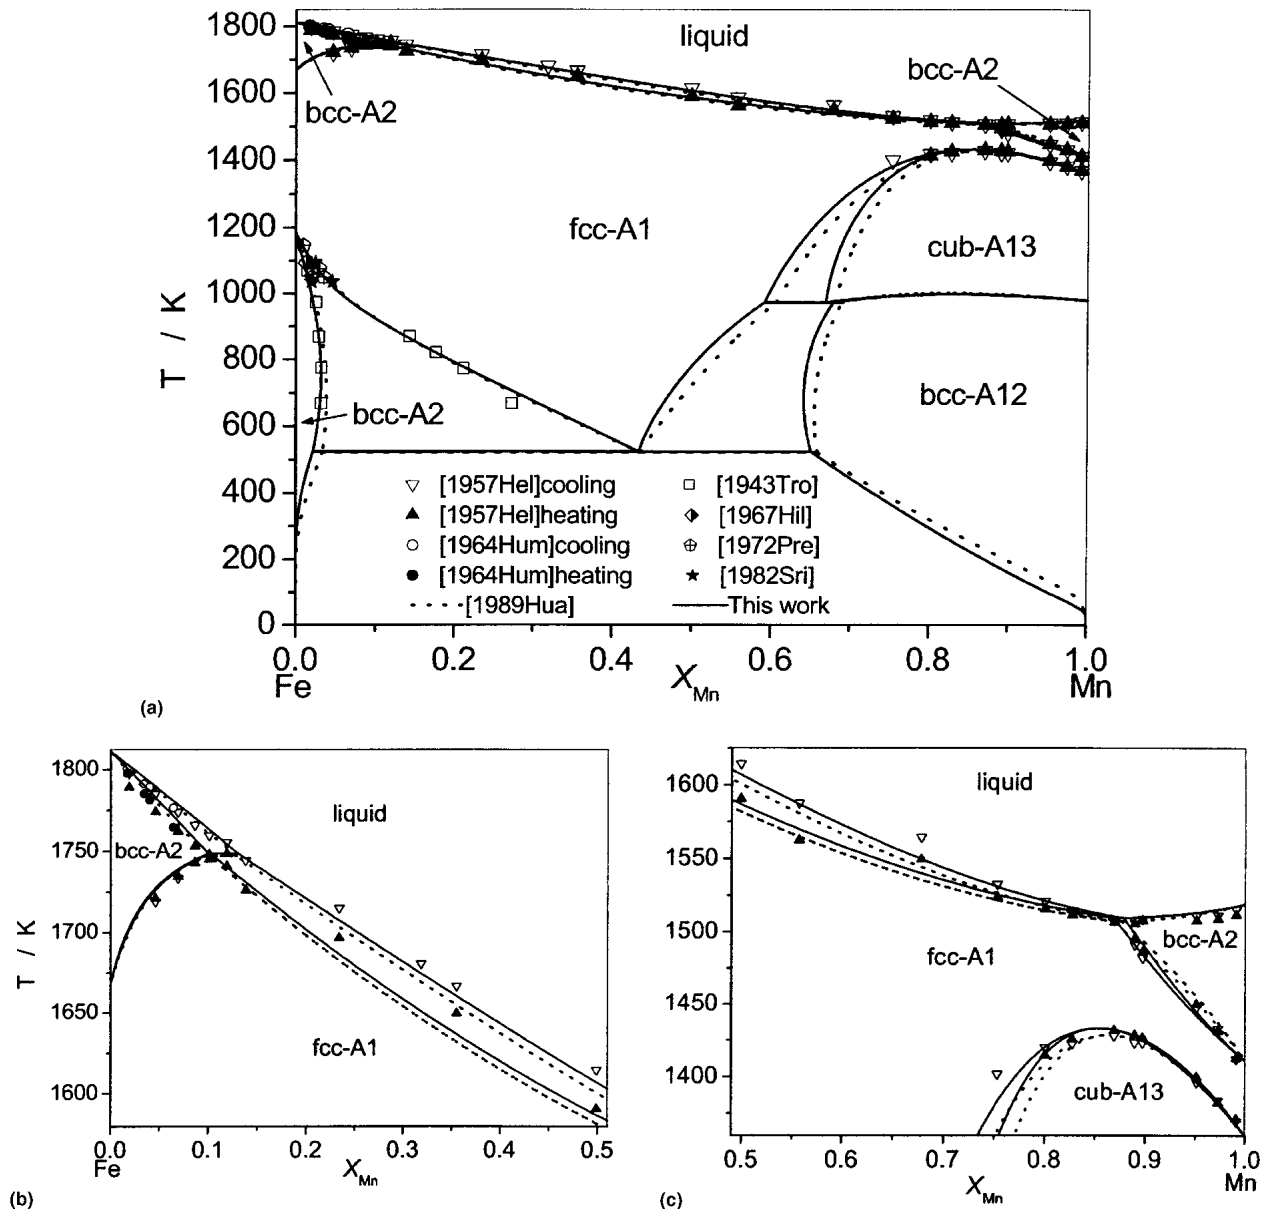 1800
1600
1400
1200
1000
800
600
400
200
0
T / K
liquid
bcc-A2
bcc-A2
fcc-A1
cub-A13
bcc-A12
bcc-A2
[1957Hel]cooling
[1943Tro]
[1957Hel]heating
[1967Hil]
[1964Hum]cooling
[1972Pre]
[1964Hum]heating
[1982Sri]
[1989Hua]
This work
0.0 0.2 0.4 0.6 0.8 1.0
Fe XMn Mn
(a)
1800
1750
1700
1650
1600
T / K
liquid
bcc-A2
fcc-A1
0.0 0.1 0.2 0.3 0.4 0.5
Fe XMn
(b)
1600
1550
1500
1450
1400
liquid
bcc-A2
fcc-A1
cub-A13
0.5 0.6 0.7 0.8 0.9 1.0
XMn Mn
(c)